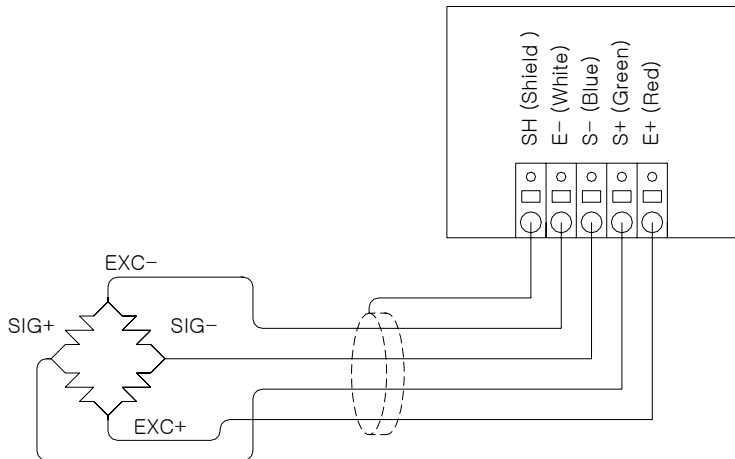 SH (Shield )
E- (White)
S- (Blue)
S+ (Green)
E+ (Red)
EXC-
SIG+
SIG-
EXC+